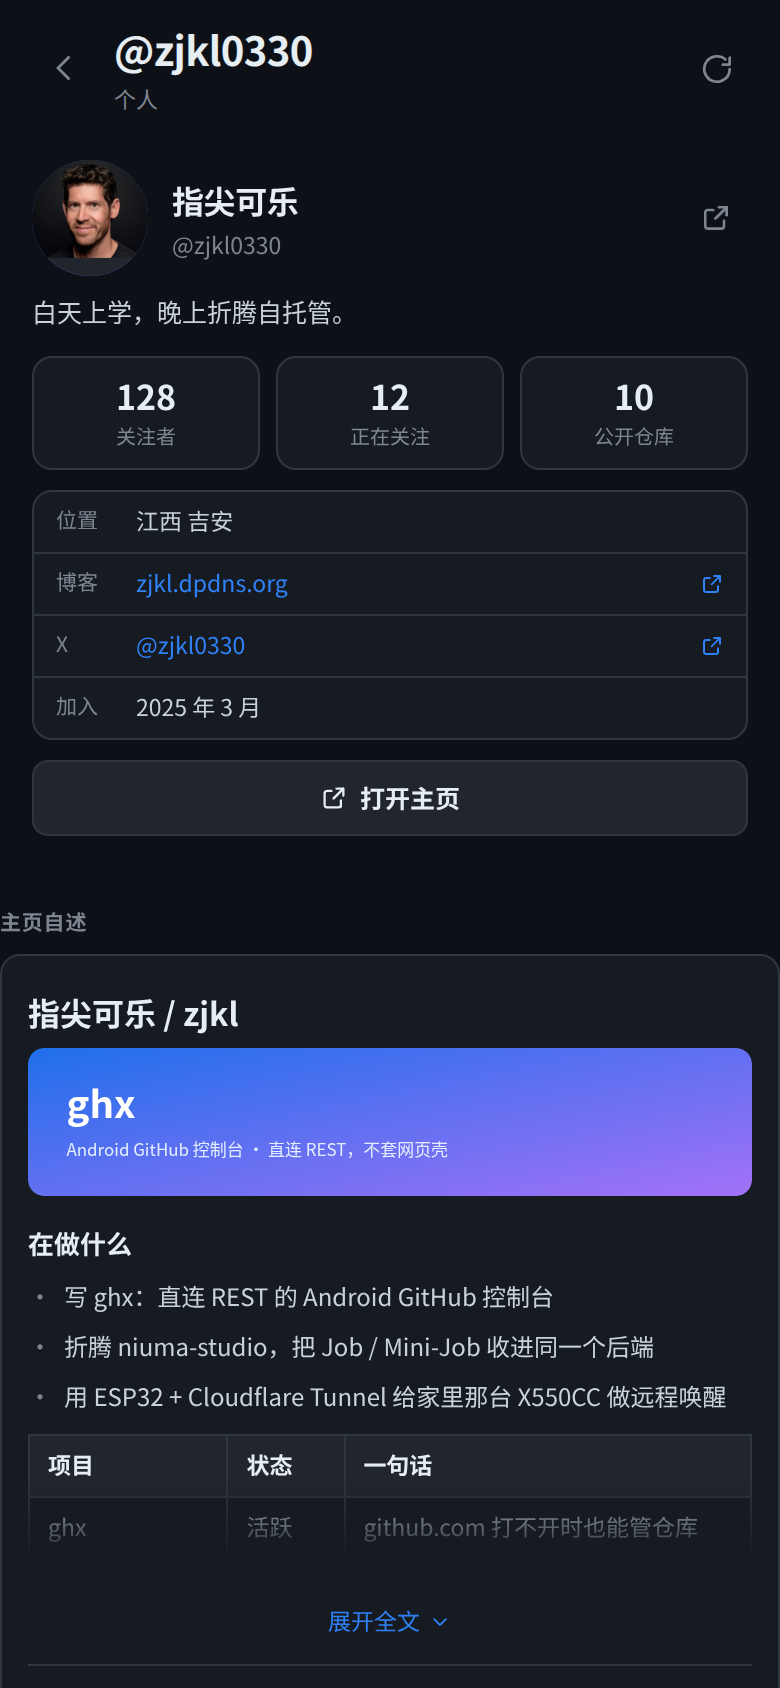 @zjkl0330
个人
指尖可乐
@zjkl0330
白天上学，晚上折腾自托管。
128
关注者
12
正在关注
10
公开仓库
位置 江西 吉安
博客 zjkl.dpdns.org
X @zjkl0330
加入 2025 年 3 月
打开主页
主页自述
指尖可乐 / zjkl
ghx
Android GitHub 控制台 · 直连 REST，不套网页壳
在做什么
• 写 ghx：直连 REST 的 Android GitHub 控制台
• 折腾 niuma-studio，把 Job / Mini-Job 收进同一个后端
• 用 ESP32 + Cloudflare Tunnel 给家里那台 X550CC 做远程唤醒
项目 状态 一句话
ghx 活跃 github.com 打不开时也能管仓库
展开全文